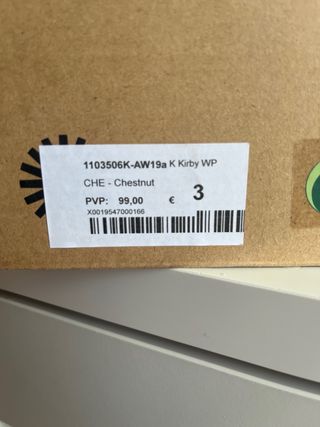 1103506K-AW19a K Kirby WP
CHE - Chestnut
PVP: 99,00 € 3
X0019547000166